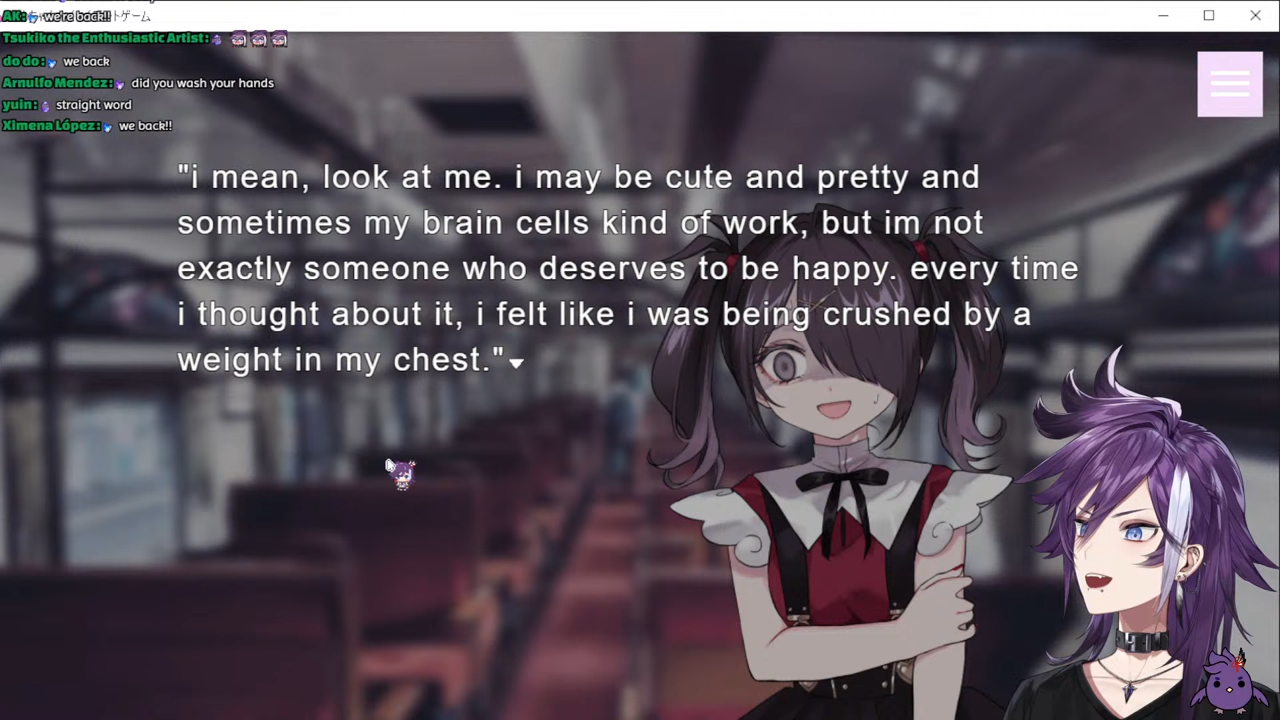 トゲーム
AK: we're back!!
Tsukiko the Enthusiastic Artist:
do do: we back
Arnulfo Mendez: did you wash your hands
yuin: straight word
Ximena López: we back!!
"i mean, look at me. i may be cute and pretty and
sometimes my brain cells kind of work, but im not
exactly someone who deserves to be happy. every time
i thought about it, i felt like i was being crushed by a
weight in my chest."